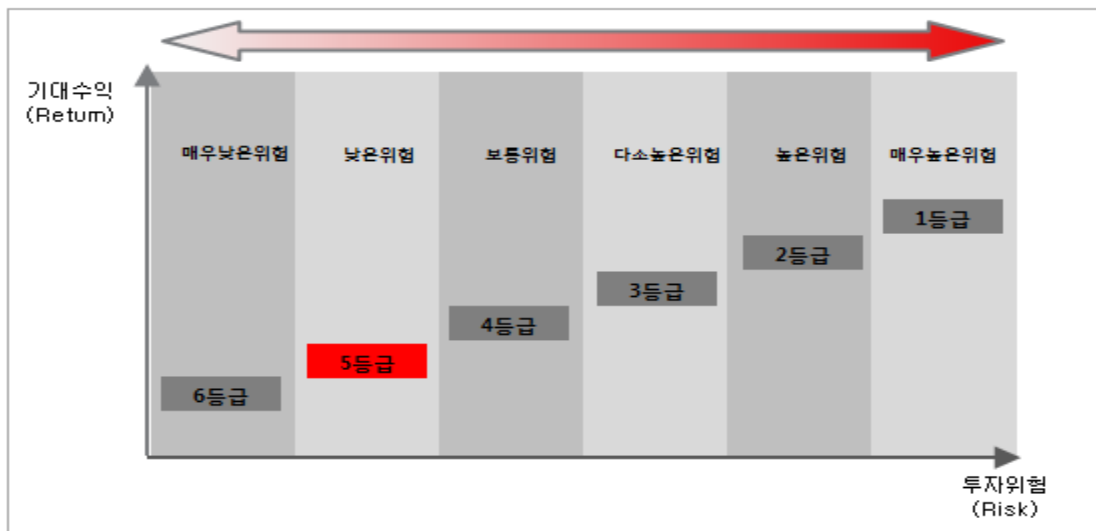 기대수익
(Return)
매우낮은위험 낮은위험 보통위험 다소높은위험 높은위험 매우높은위험
1등급
2등급
3등급
4등급
5등급
6등급
투자위험
(Risk)